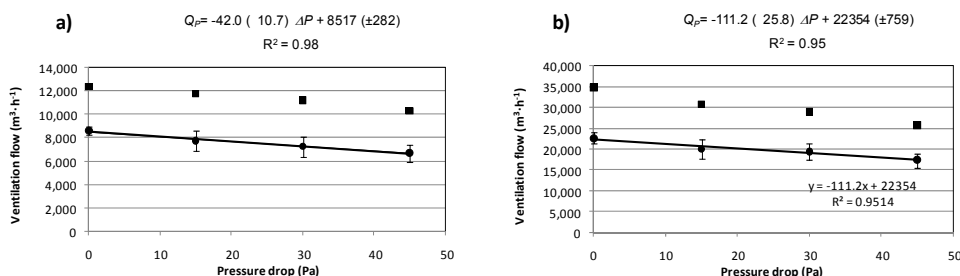 a)
Qₚ= -42.0 ( 10.7) ΔP + 8517 (±282)
R² = 0.98
14,000
12,000
10,000
8,000
6,000
4,000
2,000
0
Ventilation flow (m³·h⁻¹)
0 10 20 30 40 50
Pressure drop (Pa)
b)
Qₚ= -111.2 ( 25.8) ΔP + 22354 (±759)
R² = 0.95
40,000
35,000
30,000
25,000
20,000
15,000
10,000
5,000
0
Ventilation flow (m³·h⁻¹)
y = -111.2x + 22354
R² = 0.9514
0 10 20 30 40 50
Pressure drop (Pa)